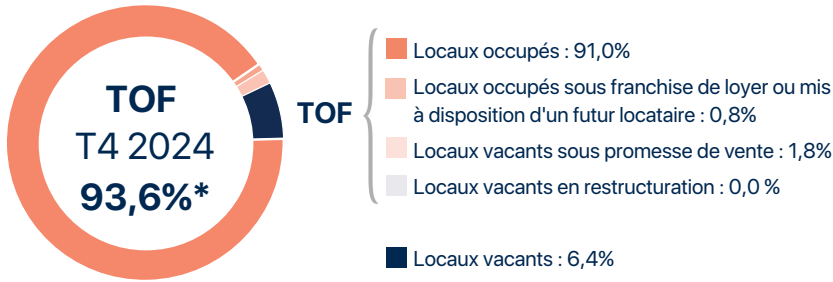 TOF
T4 2024
93,6%*
TOF
Locaux occupés : 91,0%
Locaux occupés sous franchise de loyer ou mis
à disposition d'un futur locataire : 0,8%
Locaux vacants sous promesse de vente : 1,8%
Locaux vacants en restructuration : 0,0 %
Locaux vacants : 6,4%